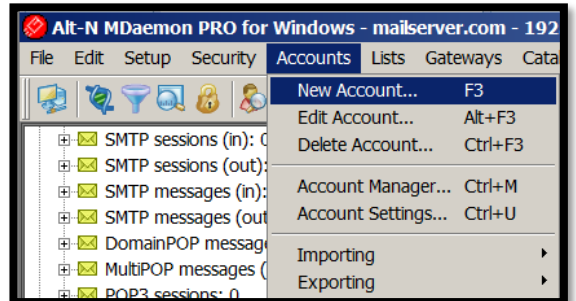 Alt-N MDaemon PRO for Windows - mailserver.com - 192
File Edit Setup Security Accounts Lists Gateways Cata
New Account... F3
Edit Account... Alt+F3
Delete Account... Ctrl+F3
Account Manager... Ctrl+M
Account Settings... Ctrl+U
Importing
Exporting
SMTP sessions (in): 0
SMTP sessions (out):
SMTP messages (in):
SMTP messages (out
DomainPOP message
MultiPOP messages (
POP3 sessions: 0